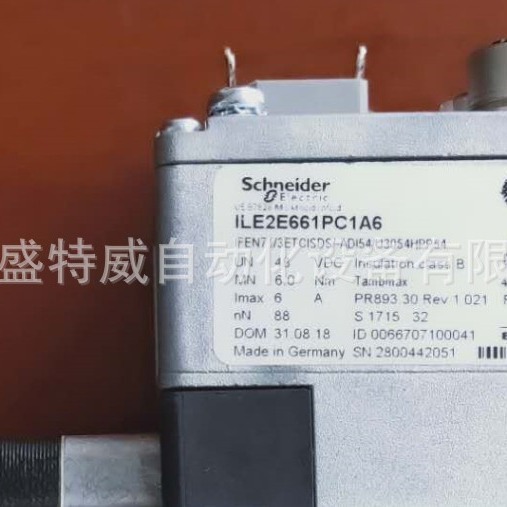 Schneider
Electric
ILE2E661PC1A6
盛特威自动化设备有限
UN 48 VDC Insulation class B
MN 6.0 Nm Tambmax
Imax 6 A PR893.30 Rev 1.021
nN 88 S 1715 32
DOM 31.08.18 ID 0066707100041
Made in Germany SN 2800442051